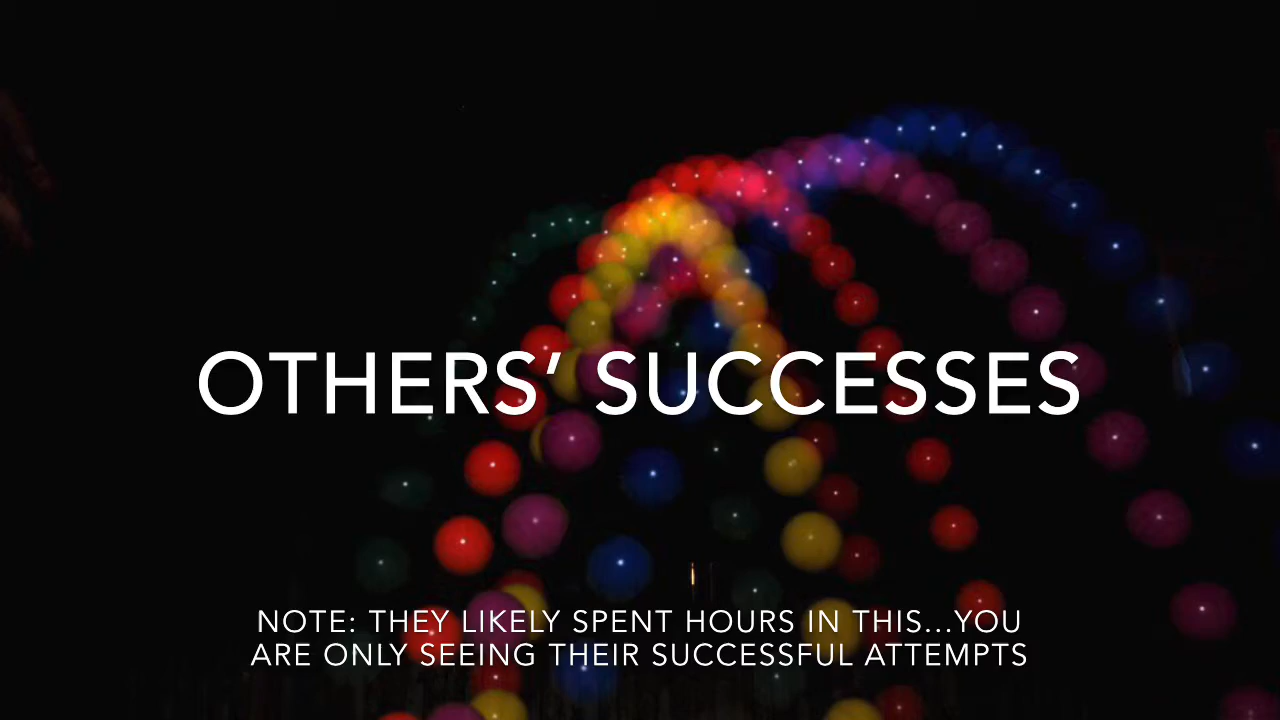 OTHERS’ SUCCESSES
NOTE: THEY LIKELY SPENT HOURS IN THIS...YOU
ARE ONLY SEEING THEIR SUCCESSFUL ATTEMPTS